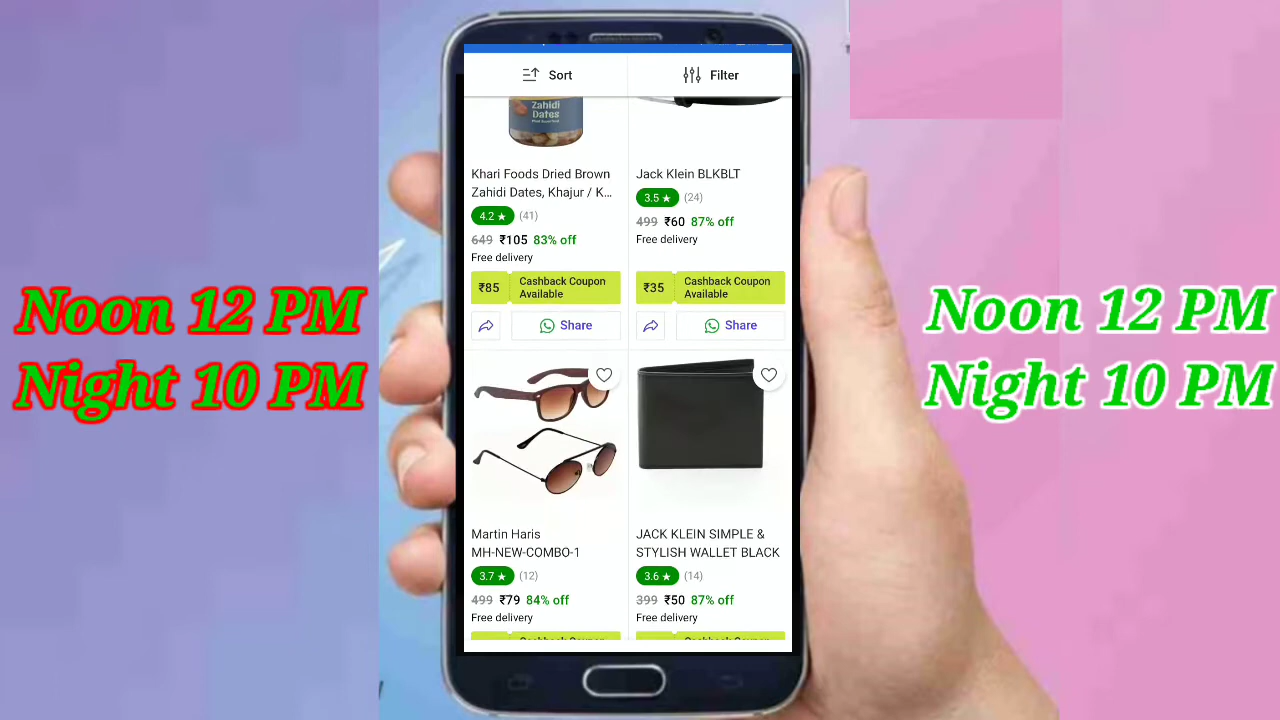 Noon 12 PM
Night 10 PM
Sort
Filter
Zahidi
Dates
Khari Foods Dried Brown
Zahidi Dates, Khajur / K...
4.2 ★ (41)
649 ₹105 83% off
Free delivery
₹85
Cashback Coupon
Available
Share
Jack Klein BLKBLT
3.5 ★ (24)
499 ₹60 87% off
Free delivery
₹35
Cashback Coupon
Available
Share
Martin Haris
MH-NEW-COMBO-1
3.7 ★ (12)
499 ₹79 84% off
Free delivery
Cashback Coupon
JACK KLEIN SIMPLE &
STYLISH WALLET BLACK
3.6 ★ (14)
399 ₹50 87% off
Free delivery
Cashback Coupon
Noon 12 PM
Night 10 PM